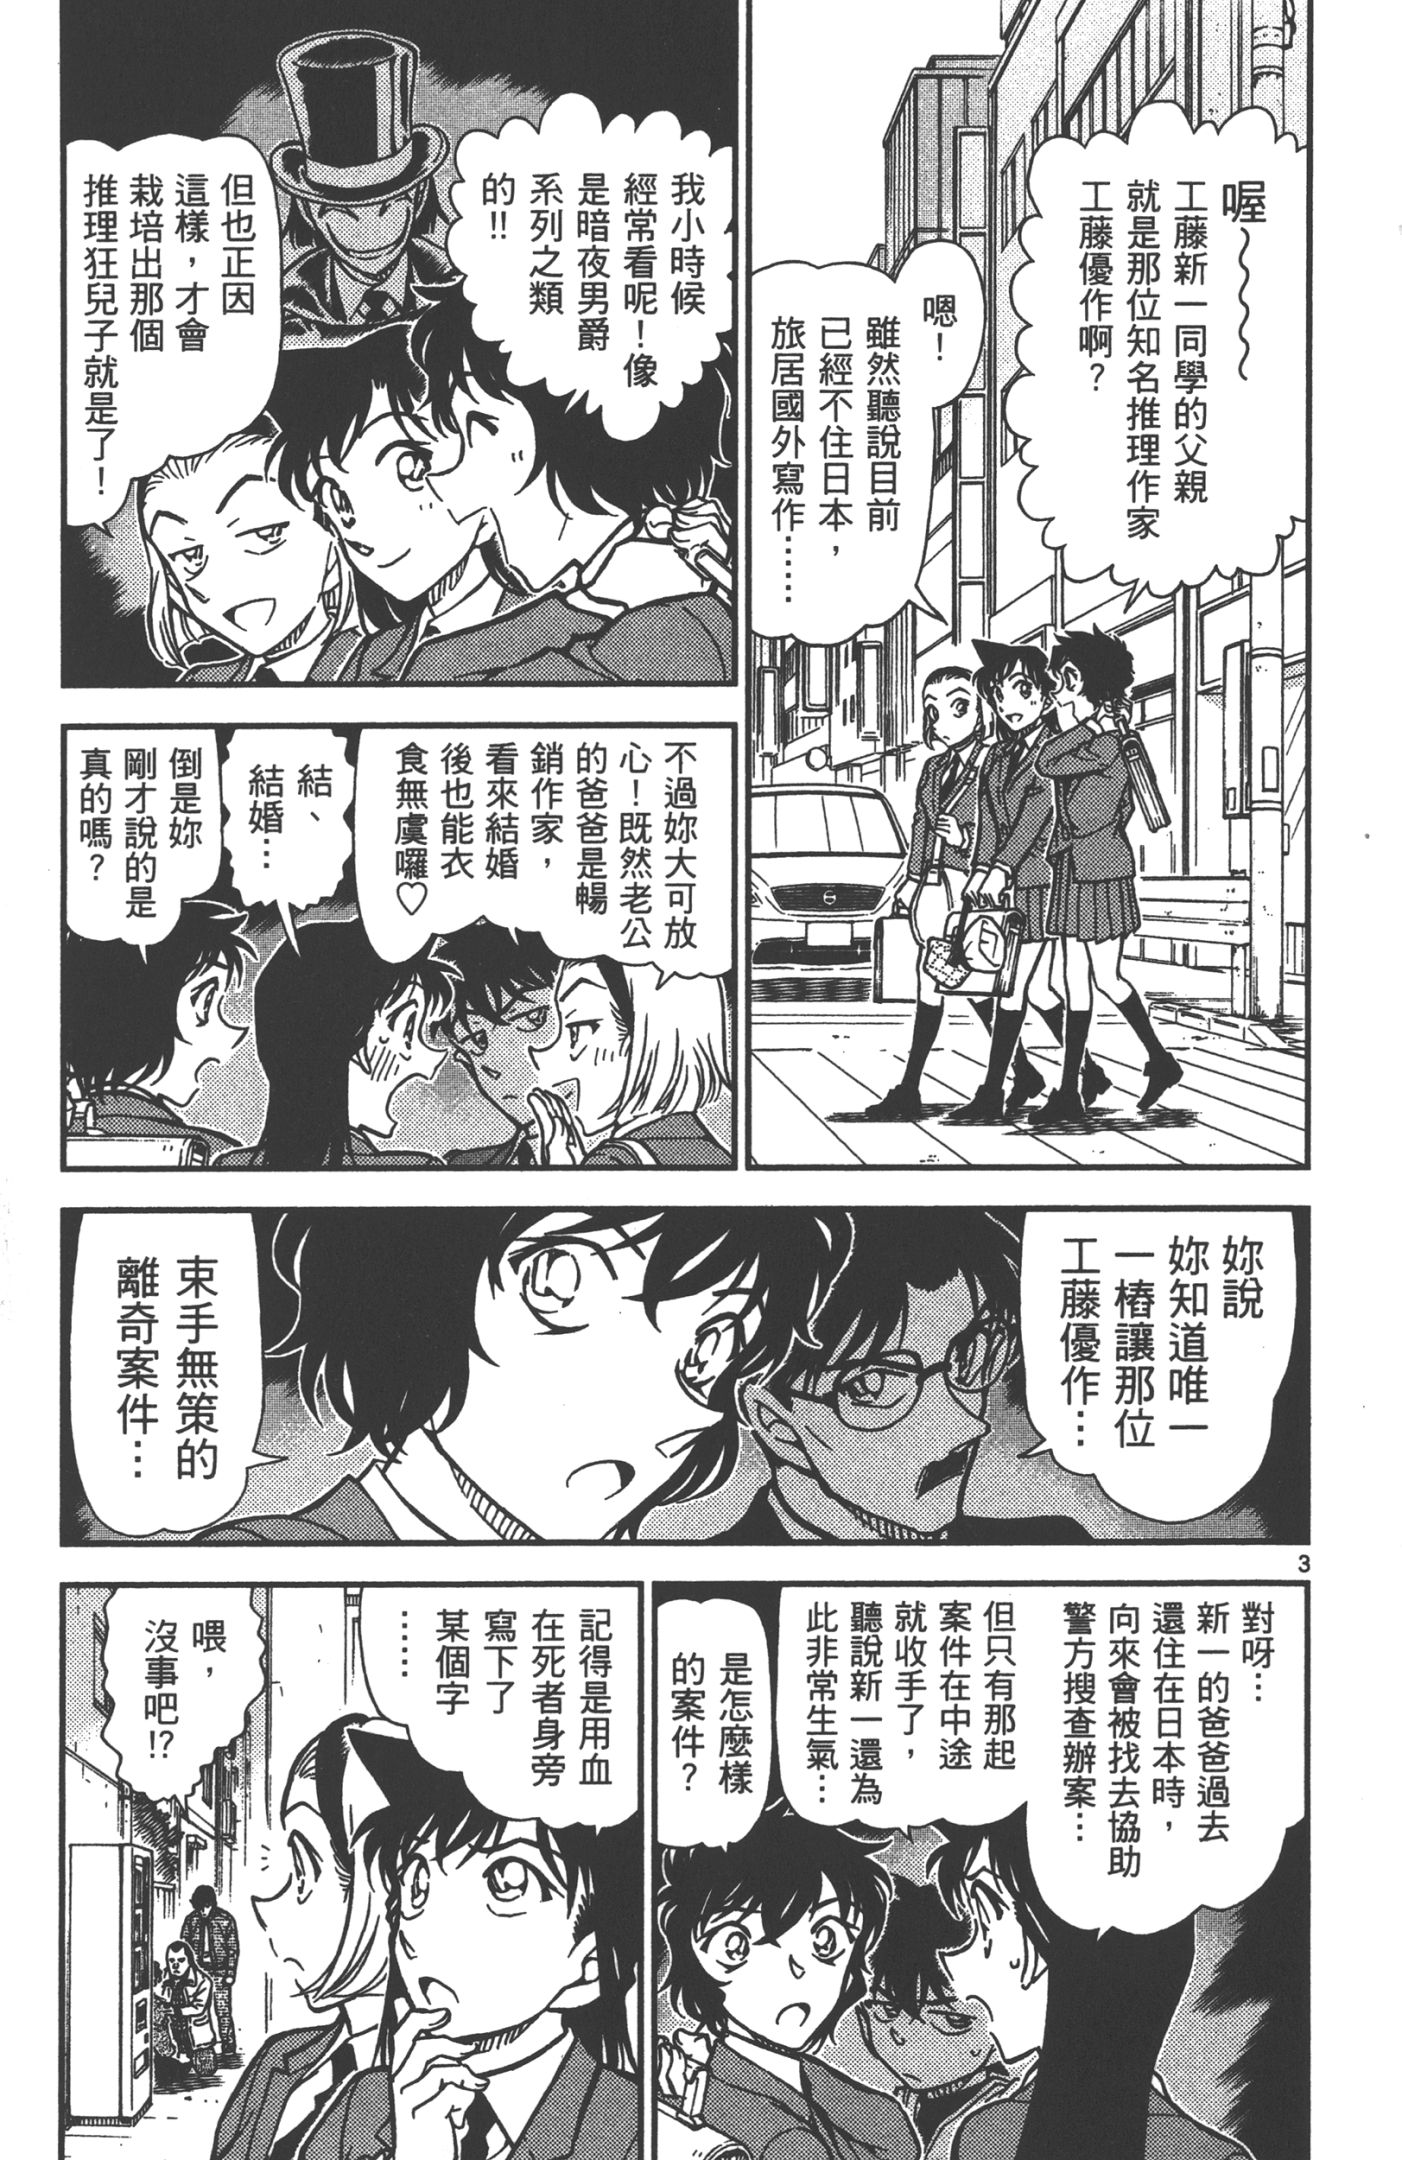 喔～～～～
工藤新一同學的父親
就是那位知名推理作家
工藤優作啊？
嗯！
雖然聽說目前
已經不住日本，
旅居國外寫作……
我小時候
經常看呢！像
是暗夜男爵
系列之類
的!!
但也正因
這樣，才會
栽培出那個
推理狂兒子就是了！
不過妳大可放
心！既然老公
的爸爸是暢
銷作家，
看來結婚
後也能衣
食無虞囉♡
結、
結婚…
倒是妳
剛才說的是
真的嗎？
妳說
妳知道唯一
一樁讓那位
工藤優作…
束手無策的
離奇案件…
3
對呀…
新一的爸爸過去
還住在日本時，
向來會被找去協助
警方搜查辦案…
但只有那起
案件在中途
就收手了，
聽說新一還為
此非常生氣…
是怎麼樣
的案件？
記得是用血
在死者身旁
寫下了
某個字
……
喂，
沒事吧!?